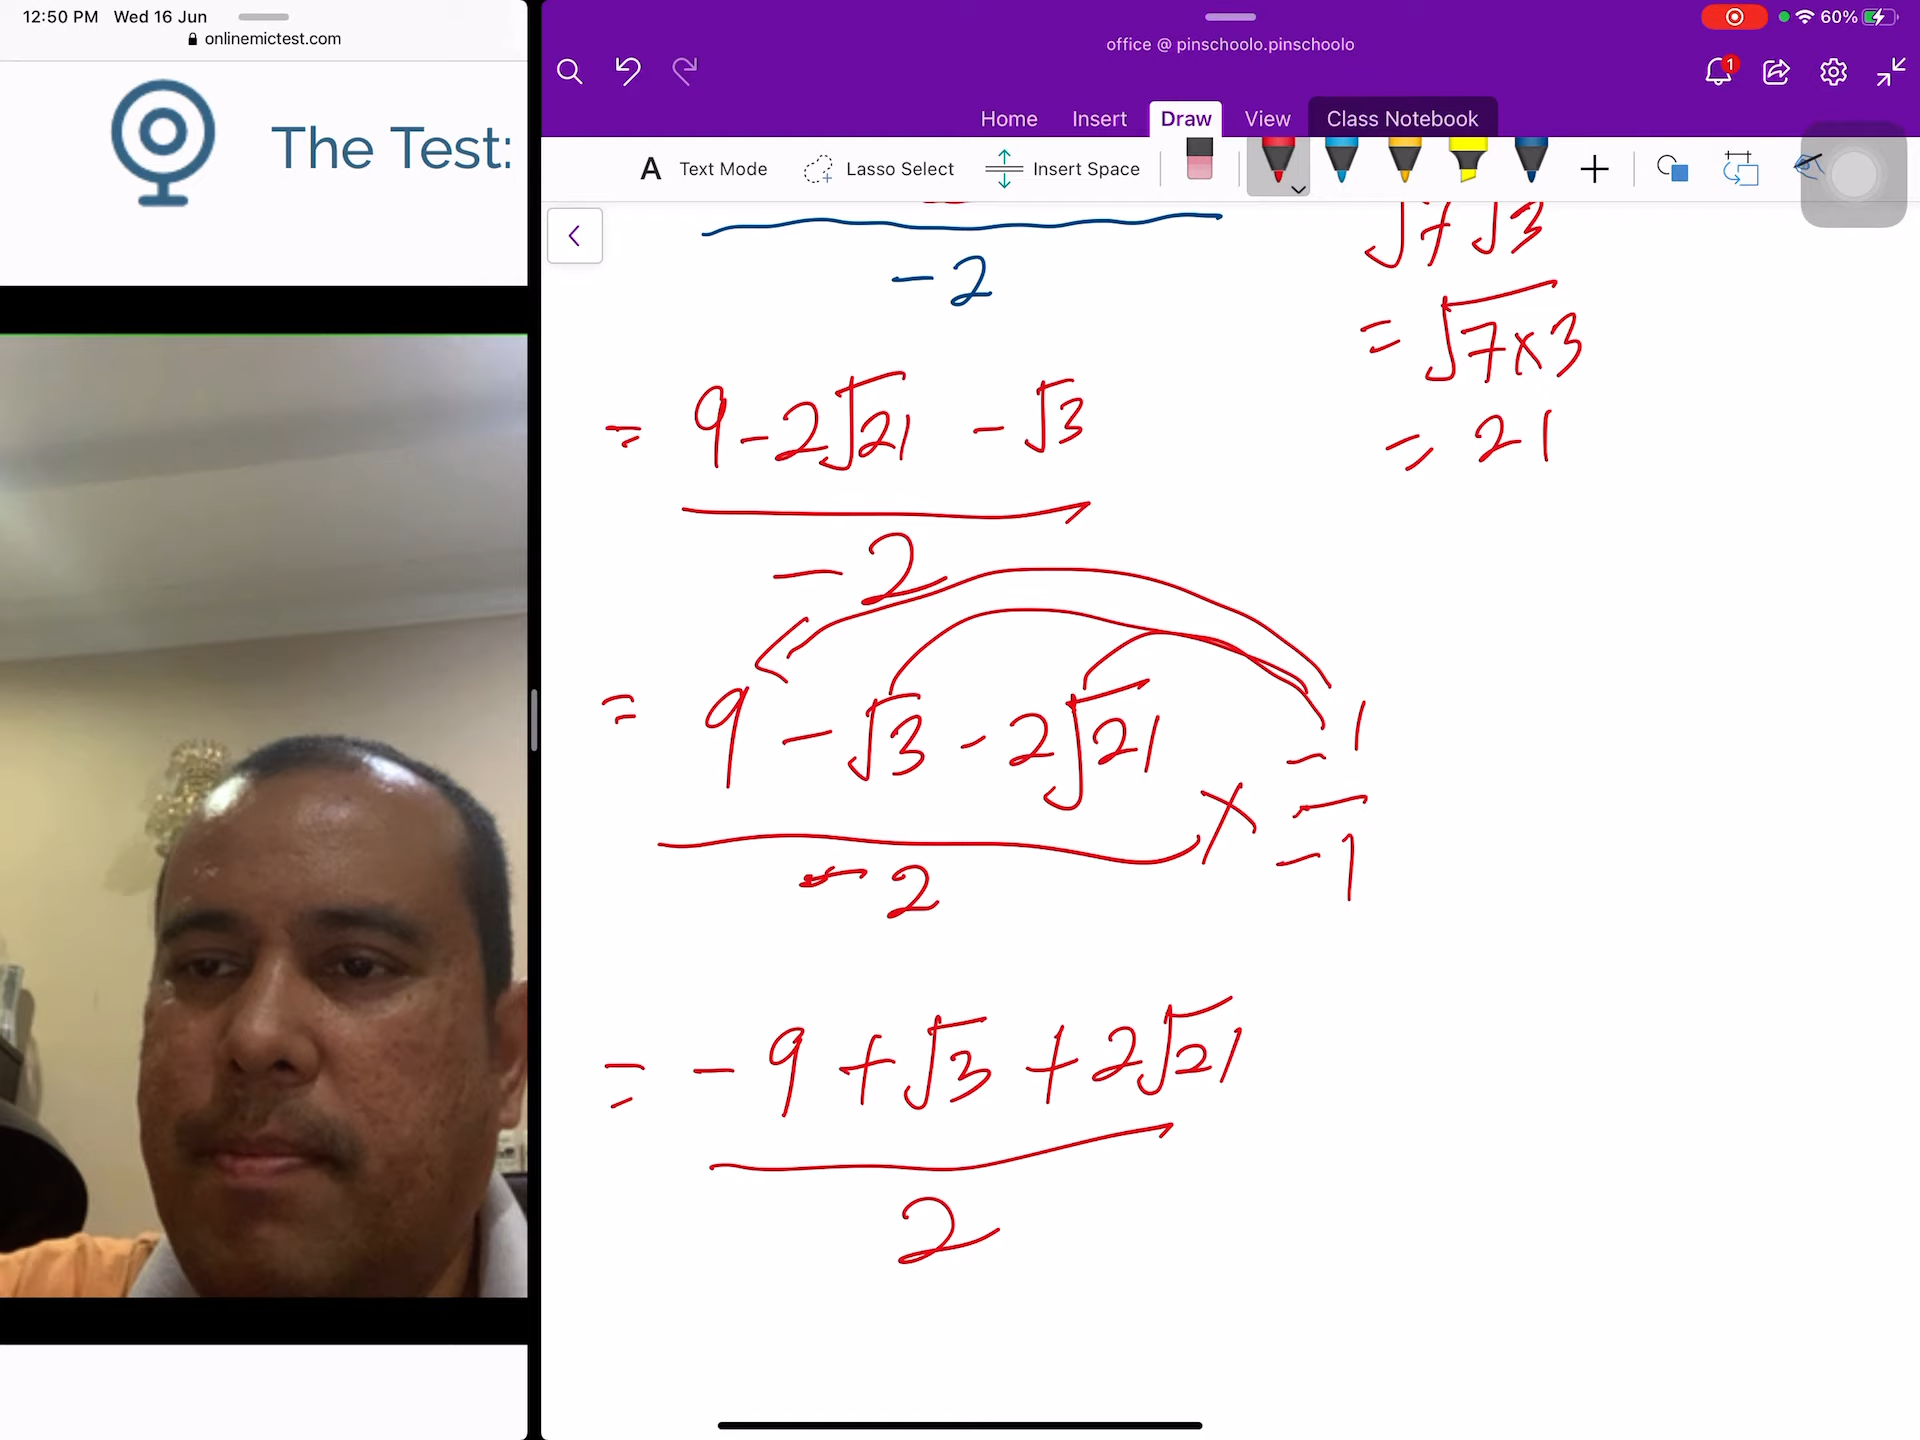 12:50 PM Wed 16 Jun
onlinemictest.com
The Test:
60%
office @ pinschoolo.pinschoolo
1
Home Insert Draw View Class Notebook
A Text Mode Lasso Select Insert Space
-2
√7 √3
= √7×3
= 21
= 9 - 2√21 - √3
-2
= 9 - √3 - 2√21 × -1
-2 -1
= -9 + √3 + 2√21
2